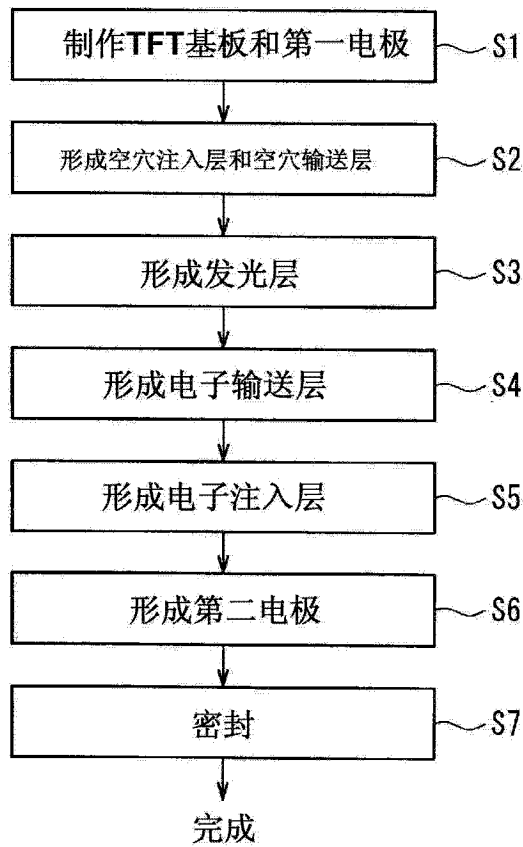 制作TFT基板和第一电极 S1
形成空穴注入层和空穴输送层 S2
形成发光层 S3
形成电子输送层 S4
形成电子注入层 S5
形成第二电极 S6
密封 S7
完成